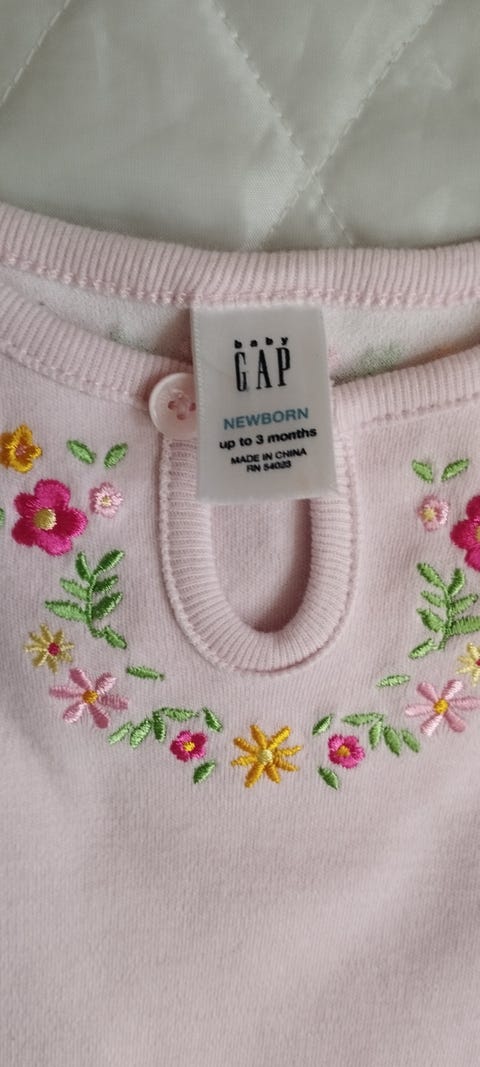 baby
GAP
NEWBORN
up to 3 months
MADE IN CHINA
RN 54023